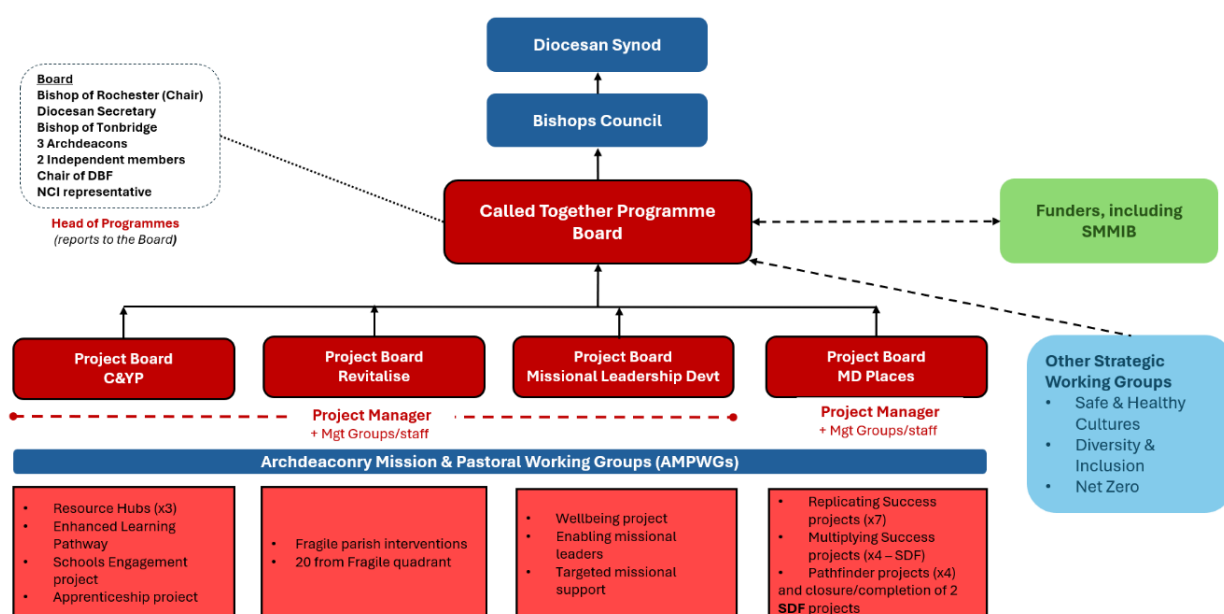 Diocesan Synod
Board
Bishop of Rochester (Chair)
Diocesan Secretary
Bishop of Tonbridge
3 Archdeacons
2 Independent members
Chair of DBF
NCI representative
Bishops Council
Head of Programmes
(reports to the Board)
Called Together Programme
Board
Funders, including
SMMIB
Project Board
C&YP
Project Board
Revitalise
Project Board
Missional Leadership Devt
Project Board
MD Places
Other Strategic
Working Groups
• Safe & Healthy
Cultures
• Diversity &
Inclusion
• Net Zero
Project Manager
+ Mgt Groups/staff
Project Manager
+ Mgt Groups/staff
Archdeaconry Mission & Pastoral Working Groups (AMPWGs)
• Resource Hubs (x3)
• Enhanced Learning
Pathway
• Schools Engagement
project
• Apprenticeship project
• Fragile parish interventions
• 20 from Fragile quadrant
• Wellbeing project
• Enabling missional
leaders
• Targeted missional
support
• Replicating Success
projects (x7)
• Multiplying Success
projects (x4 – SDF)
• Pathfinder projects (x4)
and closure/completion of 2
SDF projects